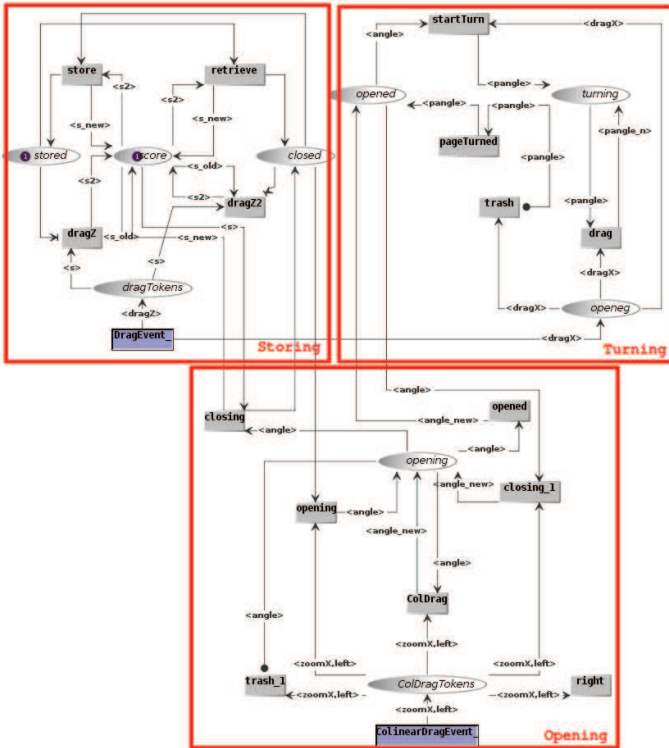 startTurn
<dragX>
<angle>
store
retrieve
<s2>
<pangle>
opened
turning
<s2>
<pangle>
<pangle>
<s_new>
<s_new>
<pangle_n>
pageTurned
1 stored
1 score
closed
<s_old>
<pangle>
<s2>
<s2>
dragZ2
trash
<pangle>
<s>
dragZ
<s_old>
<s_new>
drag
<s>
<s>
<dragX>
dragTokens
<dragX>
openeg
<dragZ>
DragEvent_
Storing
<dragX>
Turning
<angle>
opened
closing
<angle_new>
<angle>
<angle>
opening
<angle_new>
closing_1
opening
<angle>
<angle_new>
<angle>
ColDrag
<angle>
<zoomX,left>
<zoomX,left>
<zoomX,left>
trash_1
ColDragTokens
right
<zoomX,left>
<zoomX,left>
<zoomX,left>
ColinearDragEvent_
Opening